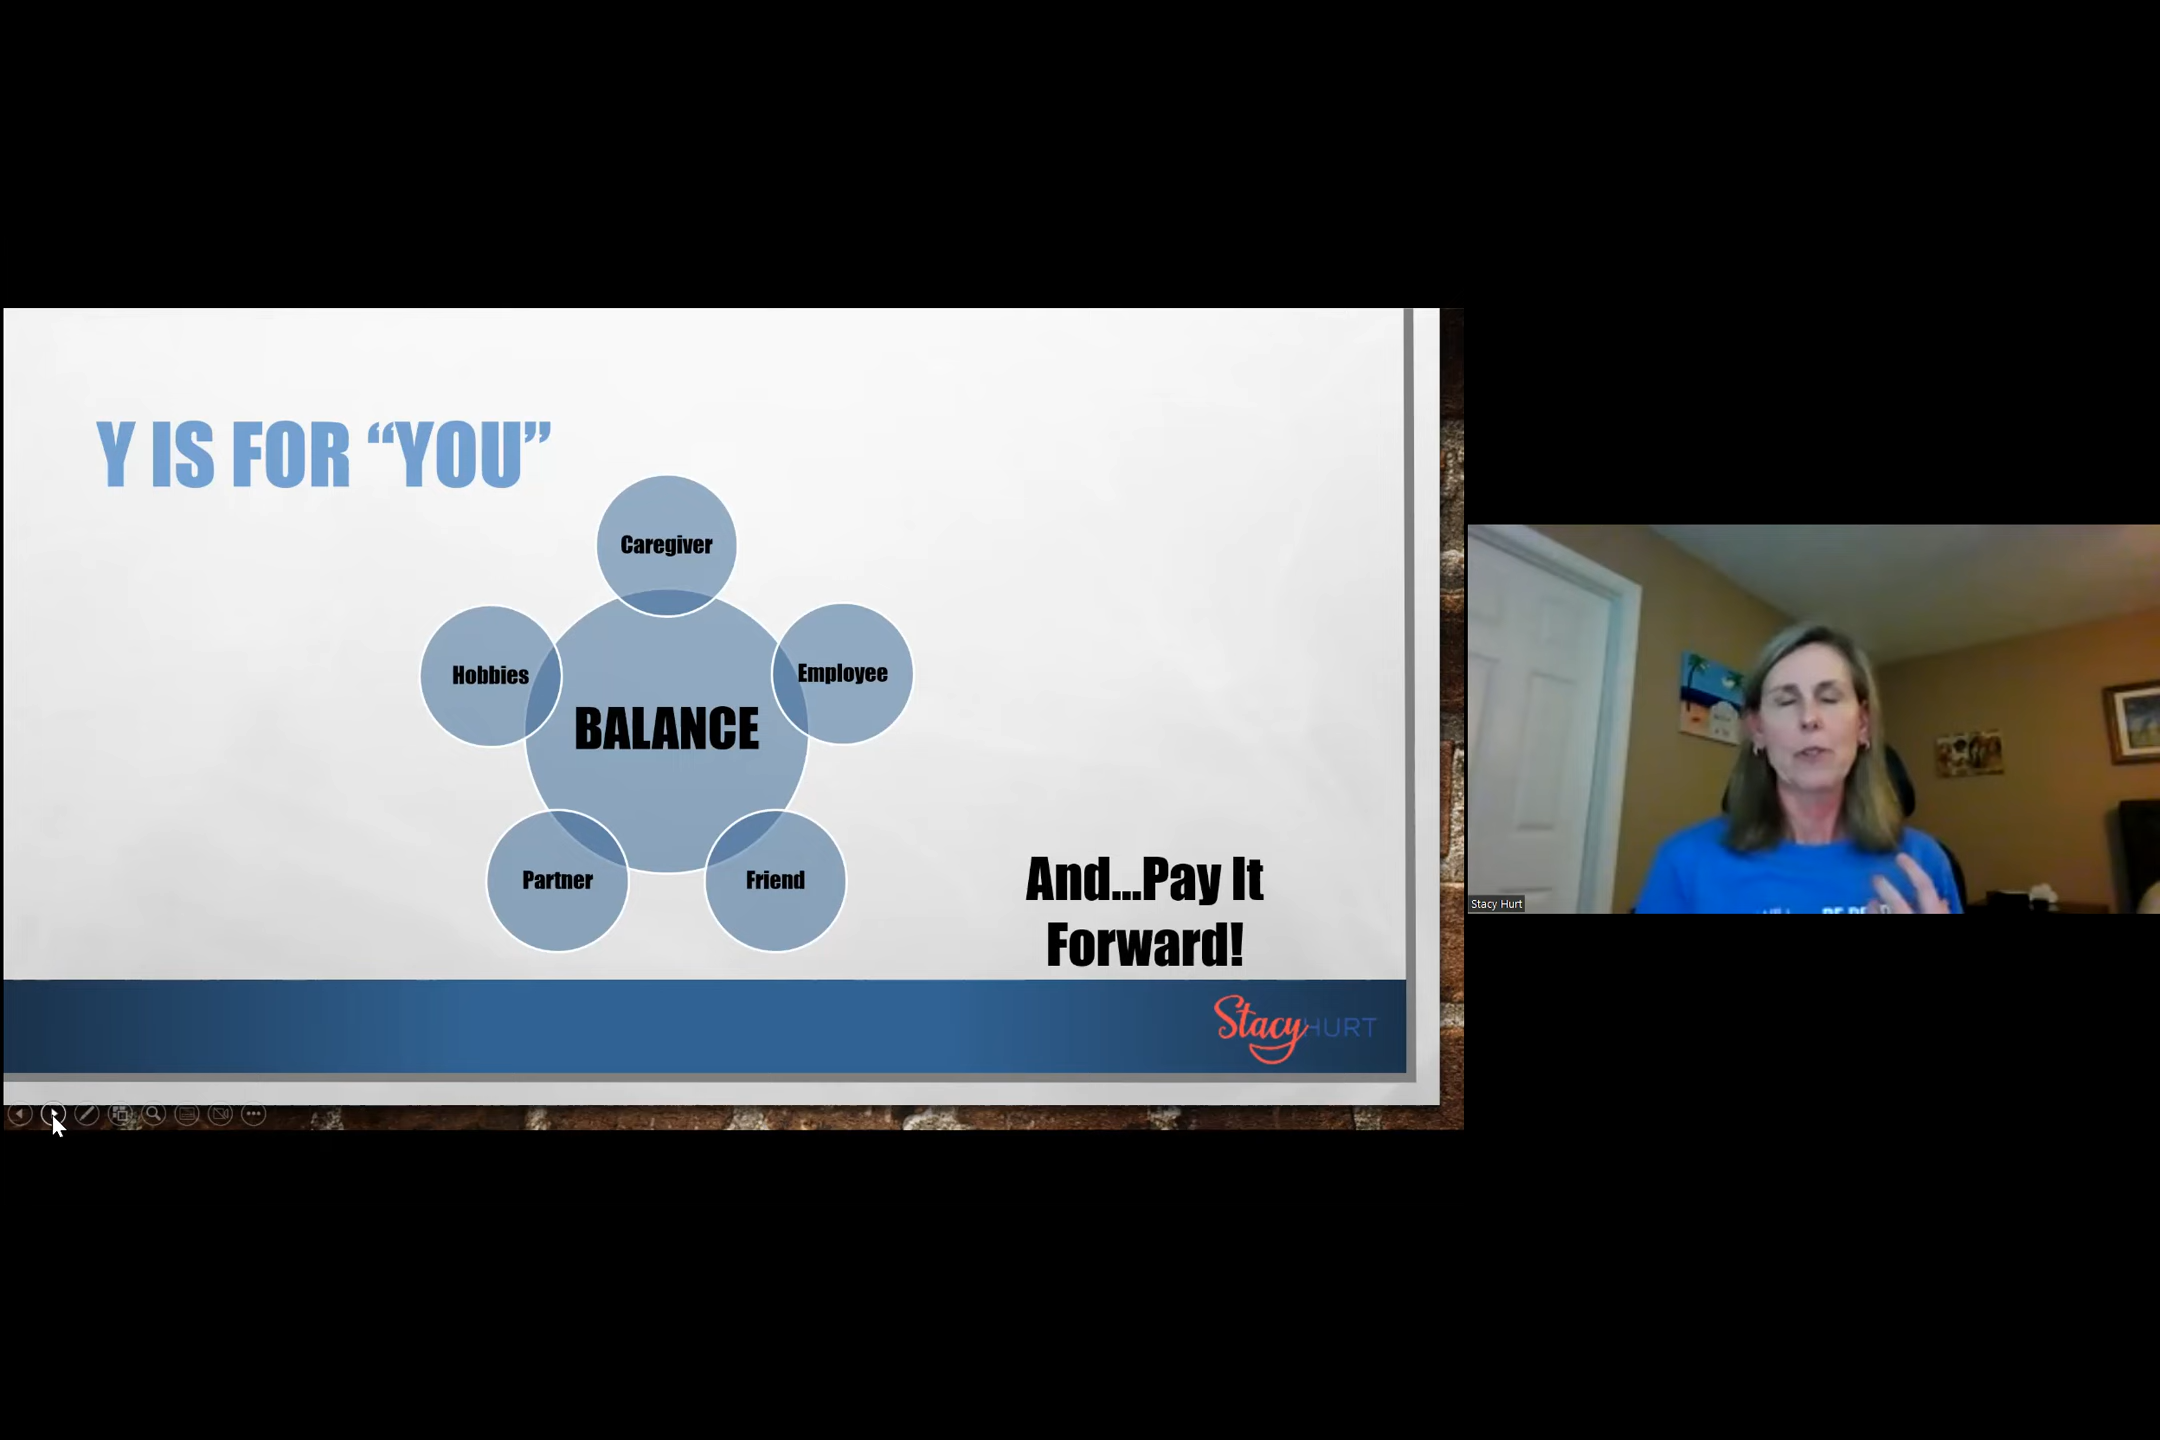 Y IS FOR “YOU”
Caregiver
Hobbies
Employee
BALANCE
Partner
Friend
And...Pay It
Forward!
Stacy HURT
Stacy Hurt